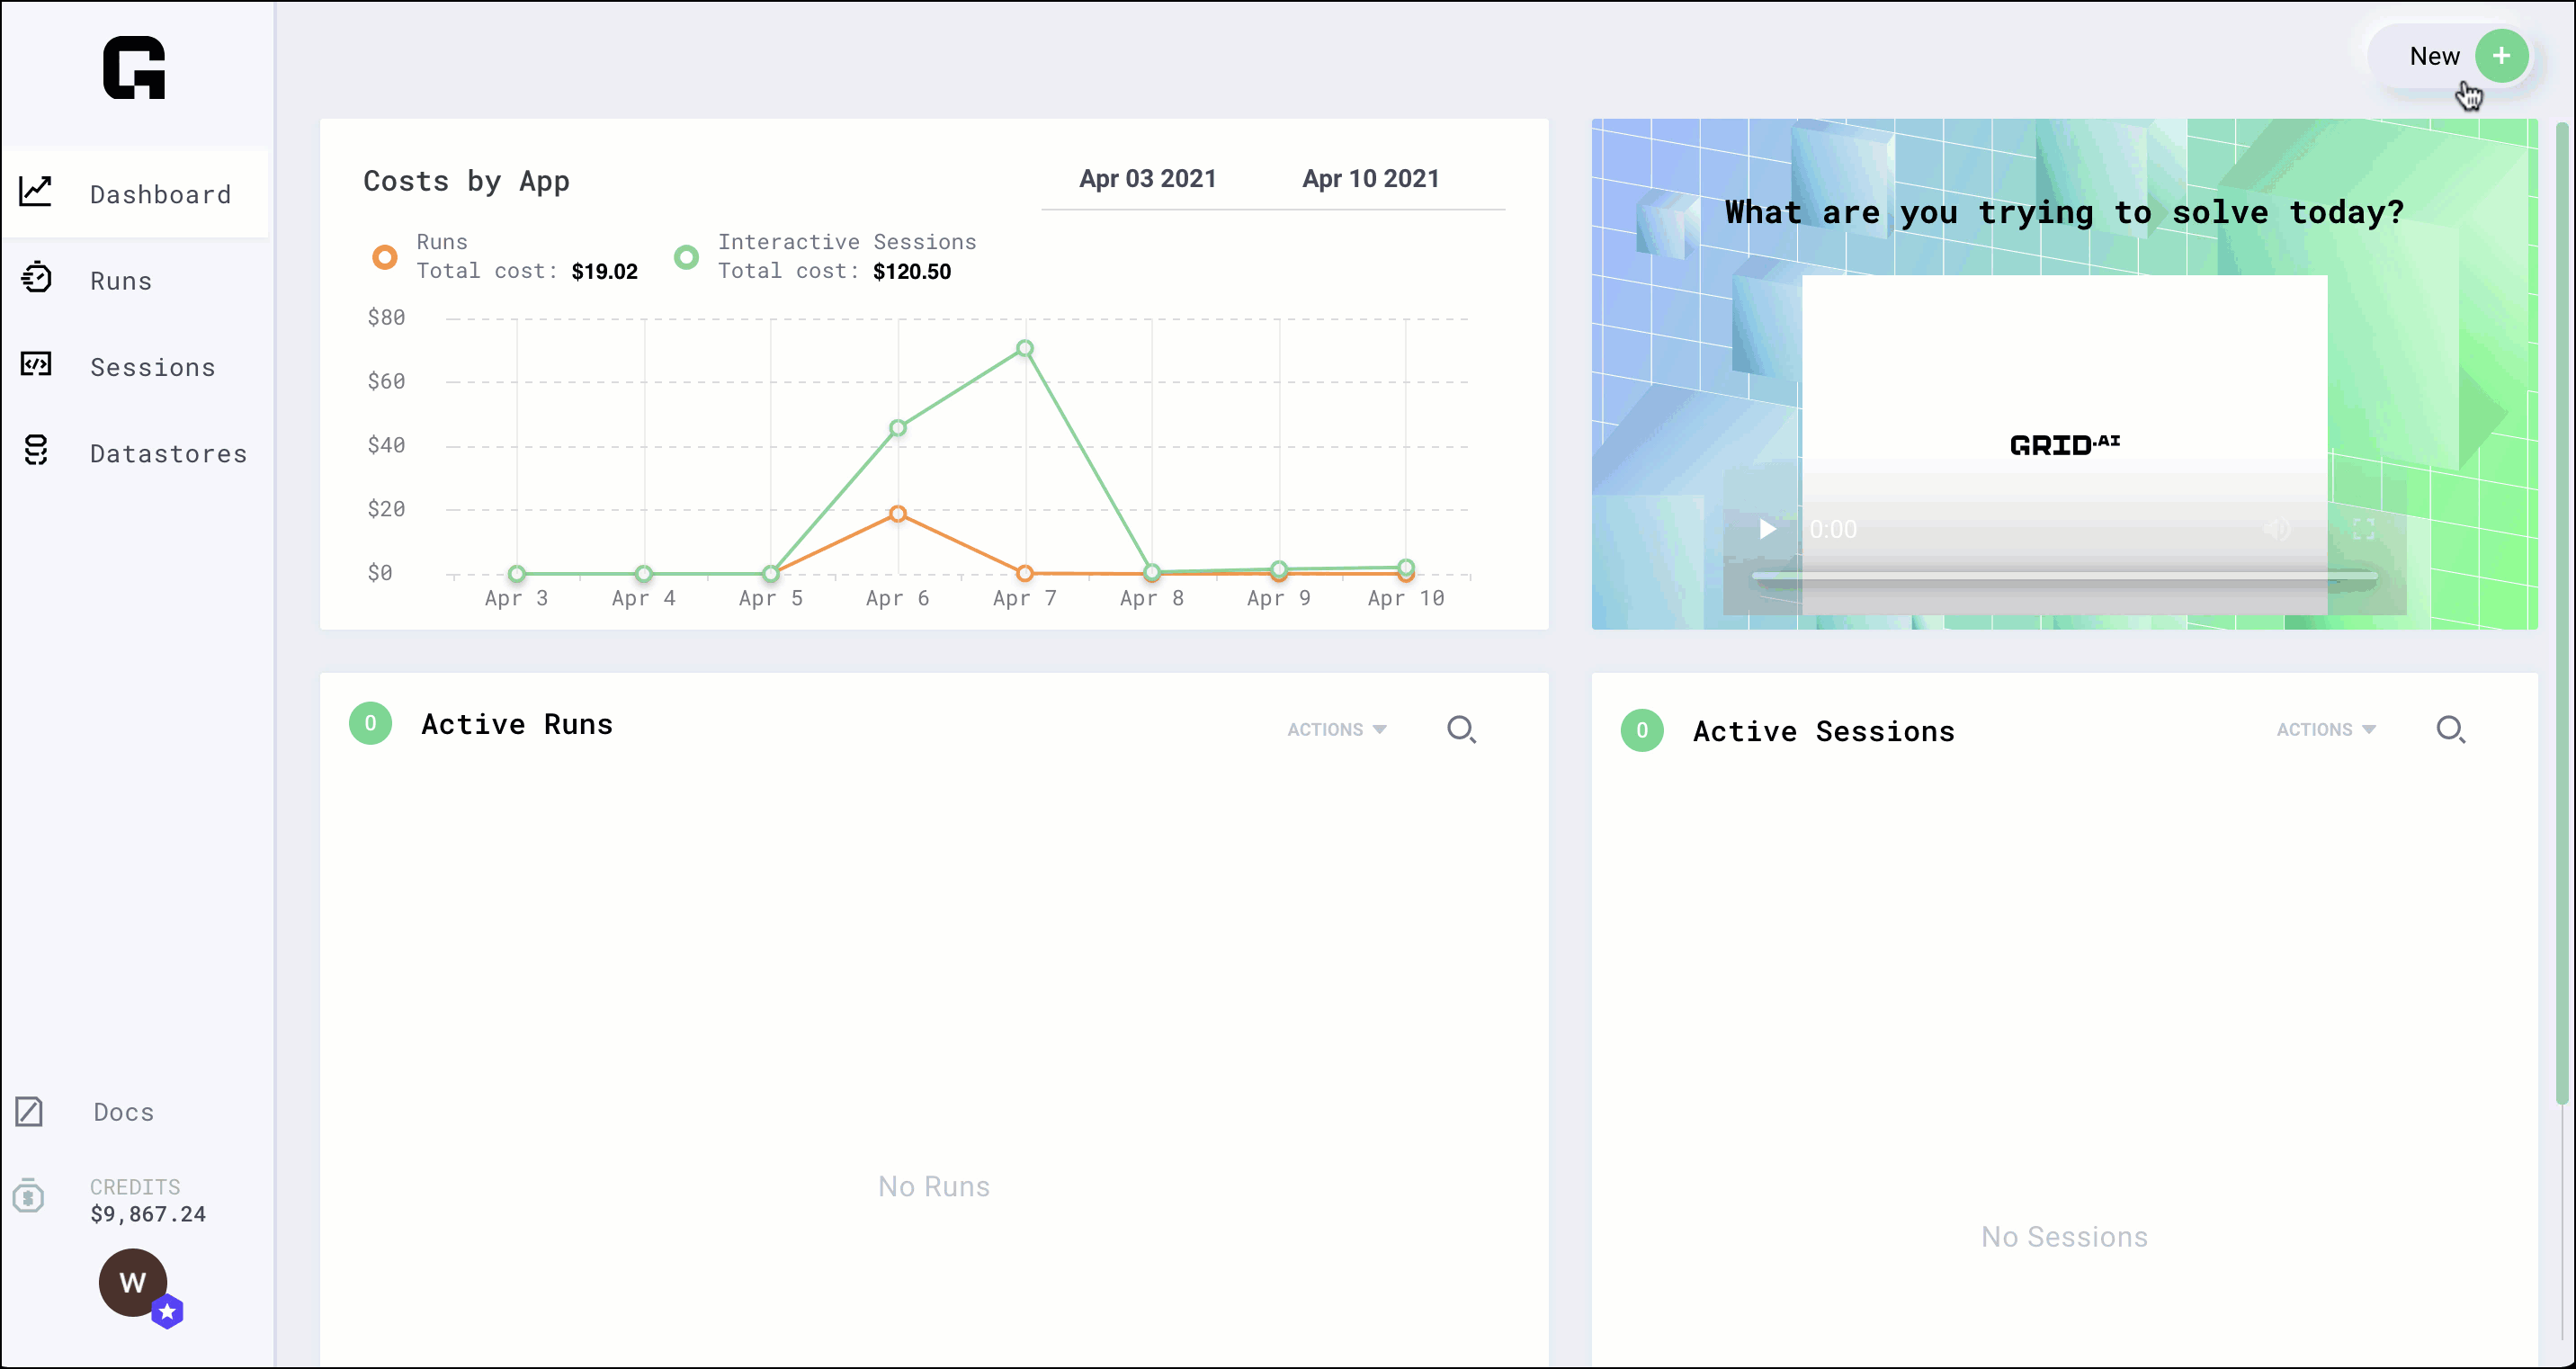 New +
Dashboard
Runs
Sessions
Datastores
Docs
CREDITS
$9,867.24
W
Costs by App
Apr 03 2021 Apr 10 2021
Runs
Total cost: $19.02
Interactive Sessions
Total cost: $120.50
$80
$60
$40
$20
$0
Apr 3 Apr 4 Apr 5 Apr 6 Apr 7 Apr 8 Apr 9 Apr 10
What are you trying to solve today?
GRID.AI
0:00
0 Active Runs ACTIONS
No Runs
0 Active Sessions ACTIONS
No Sessions